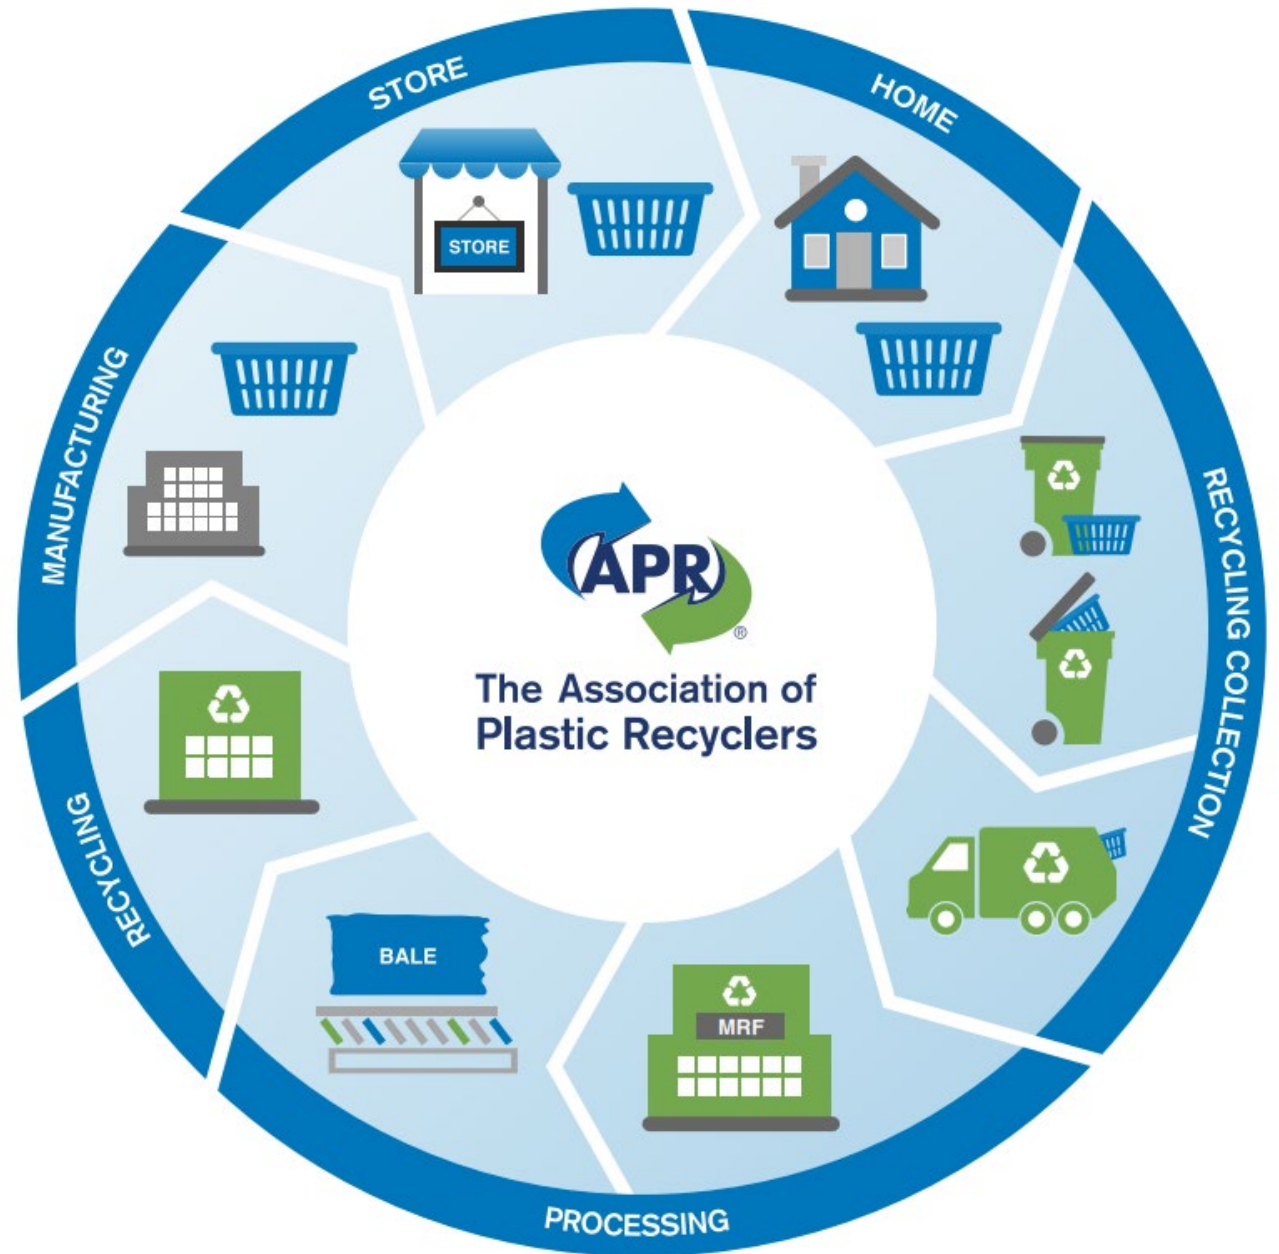 STORE
HOME
STORE
MANUFACTURING
RECYCLING COLLECTION
APR
®
The Association of
Plastic Recyclers
RECYCLING
BALE
MRF
PROCESSING